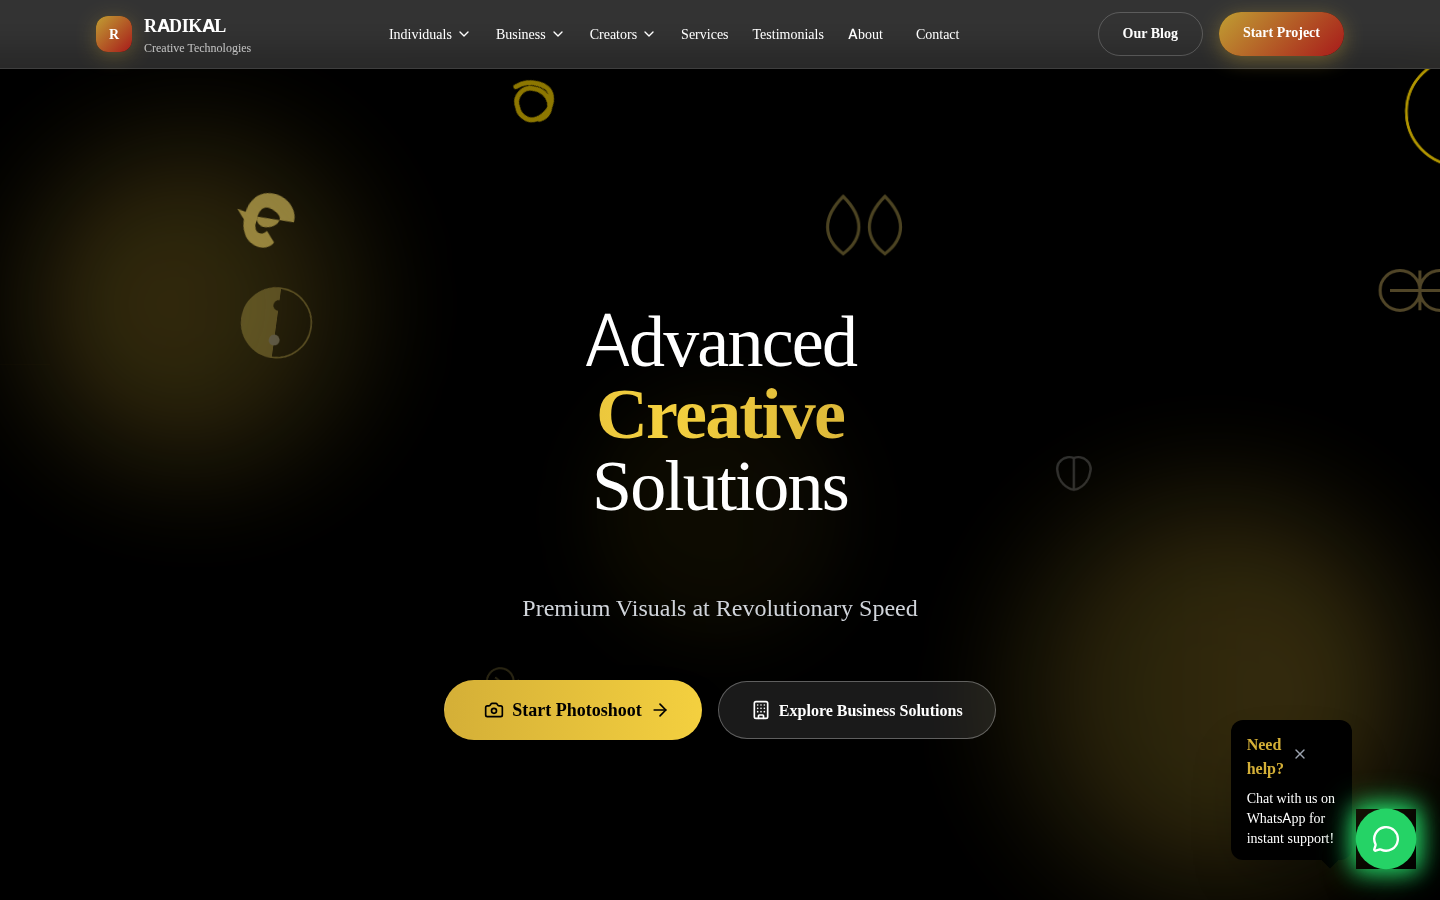 R
RADIKAL
Creative Technologies
Individuals
Business
Creators
Services
Testimonials
About
Contact
Our Blog
Start Project
Advanced
Creative
Solutions
Premium Visuals at Revolutionary Speed
Start Photoshoot
Explore Business Solutions
Need
help?
Chat with us on
WhatsApp for
instant support!